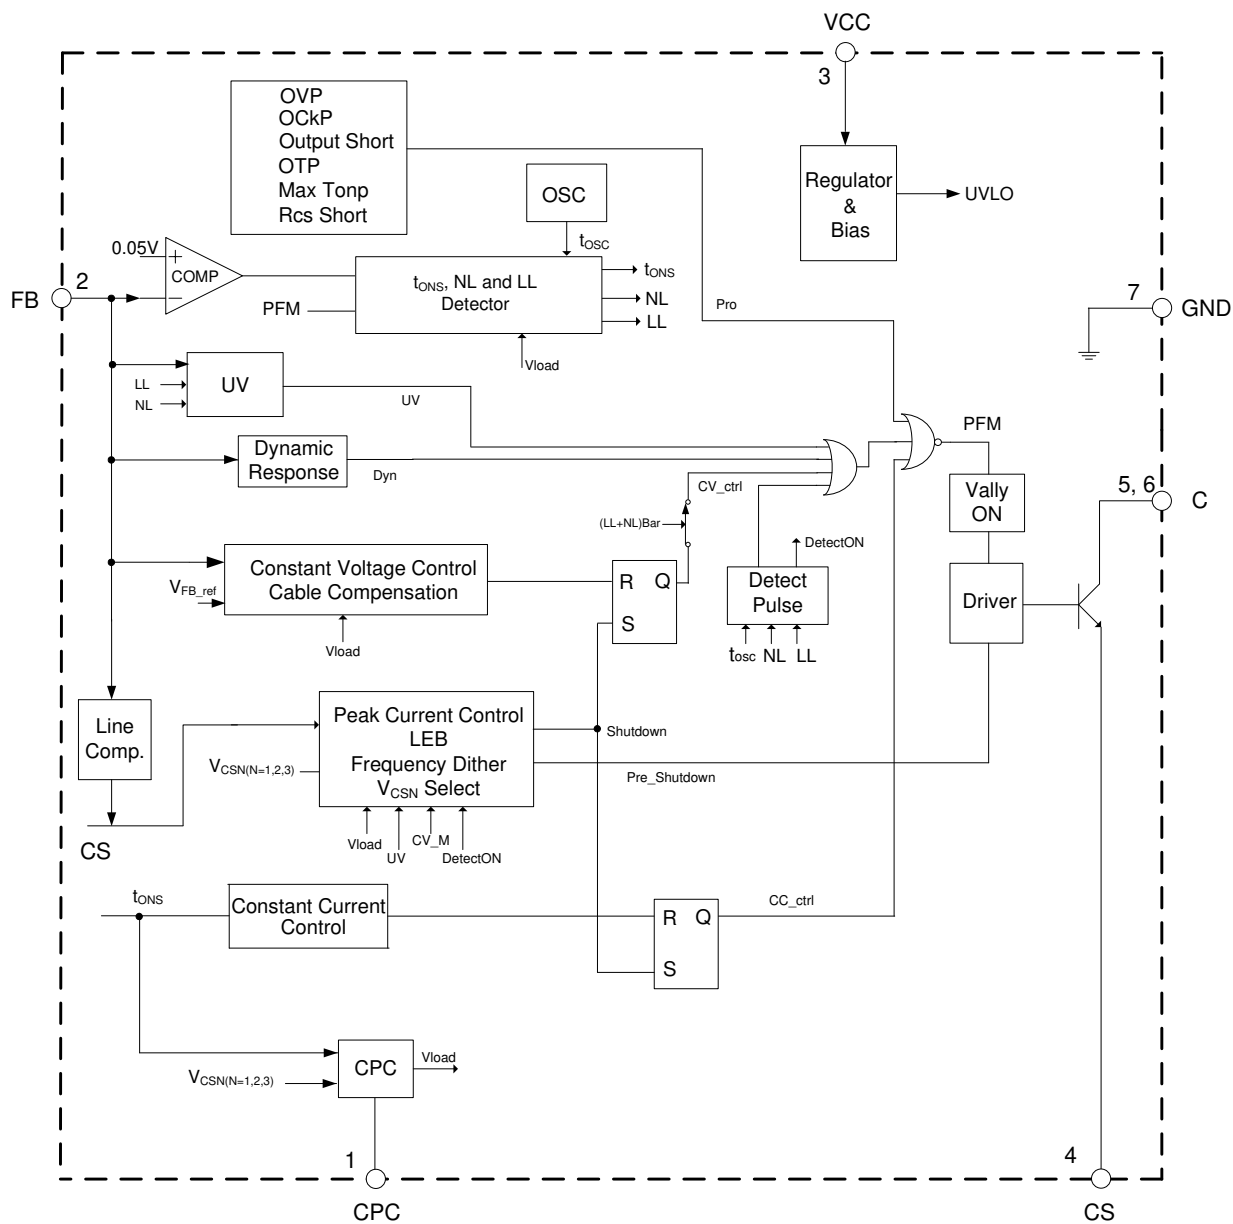 VCC
3
OVP
OCkP
Output Short
OTP
Max Tonp
Rcs Short
OSC
tOSC
Regulator
&
Bias
UVLO
0.05V
+
COMP
−
FB
2
tONS, NL and LL
Detector
PFM
tONS
NL
LL
Vload
Pro
7
GND
UV
LL
NL
UV
Dynamic
Response
Dyn
CV_ctrl
(LL+NL)Bar
PFM
Vally
ON
5, 6
C
DetectON
Constant Voltage Control
Cable Compensation
VFB_ref
Vload
R
Q
S
Detect
Pulse
tosc
NL
LL
Driver
Line
Comp.
CS
Peak Current Control
LEB
Frequency Dither
VCSN Select
VCSN(N=1,2,3)
Shutdown
Pre_Shutdown
Vload
UV
CV_M
DetectON
tONS
Constant Current
Control
R
Q
S
CC_ctrl
CPC
Vload
VCSN(N=1,2,3)
1
CPC
4
CS